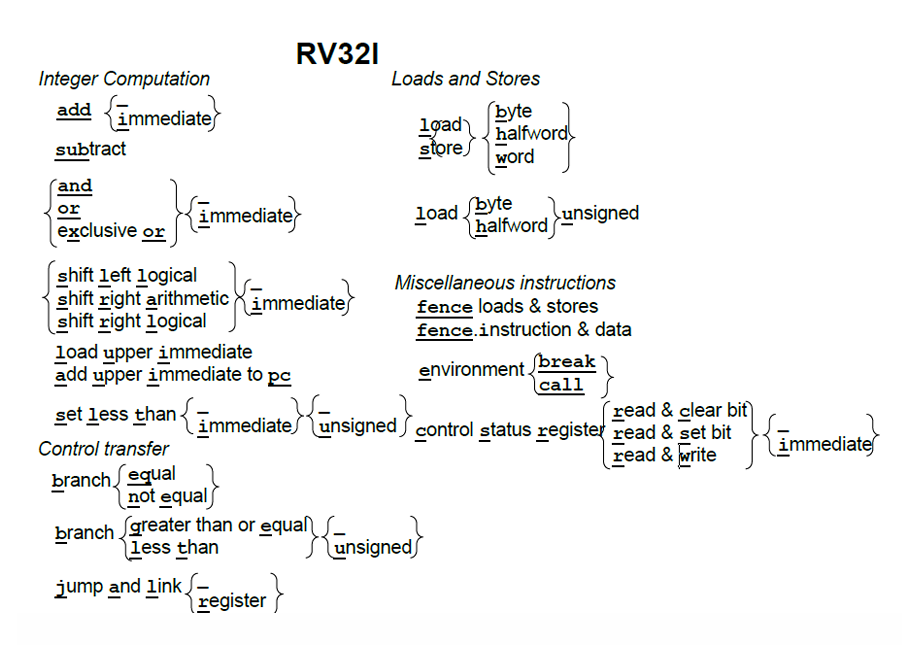 RV32I
Integer Computation
add { _
immediate }
subtract
and
or
exclusive or
{ _
immediate }
shift left logical
shift right arithmetic
shift right logical
{ _
immediate }
load upper immediate
add upper immediate to pc
set less than { _
immediate } { _
unsigned }
Control transfer
branch { equal
not equal }
branch { greater than or equal
less than } { _
unsigned }
jump and link { _
register }
Loads and Stores
load
store
byte
halfword
word
load { byte
halfword } unsigned
Miscellaneous instructions
fence loads & stores
fence.instruction & data
environment { break
call }
control status register
read & clear bit
read & set bit
read & write
{ _
immediate }